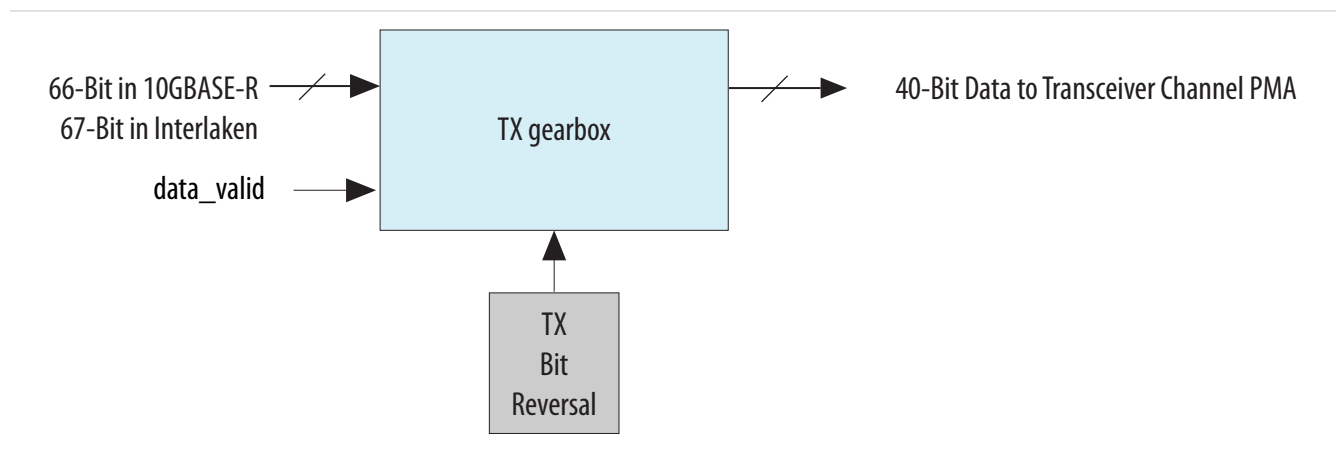 66-Bit in 10GBASE-R
67-Bit in Interlaken
data_valid
TX gearbox
40-Bit Data to Transceiver Channel PMA
TX
Bit
Reversal